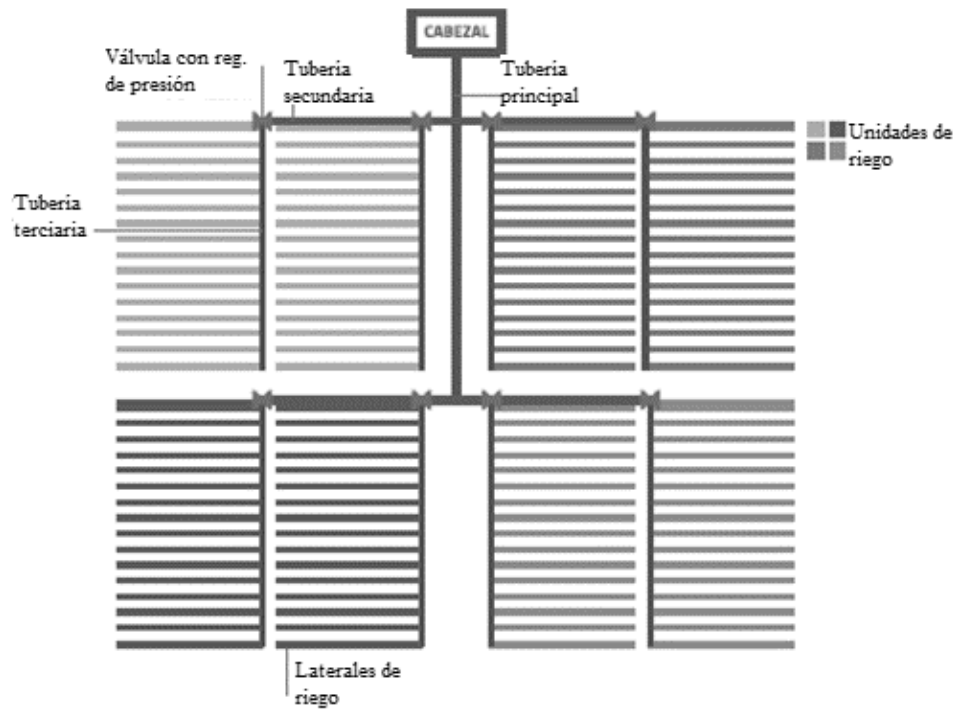 CABEZAL
Válvula con reg.
de presión
Tuberia
secundaria
Tuberia
principal
Unidades de
riego
Tuberia
terciaria
Laterales de
riego